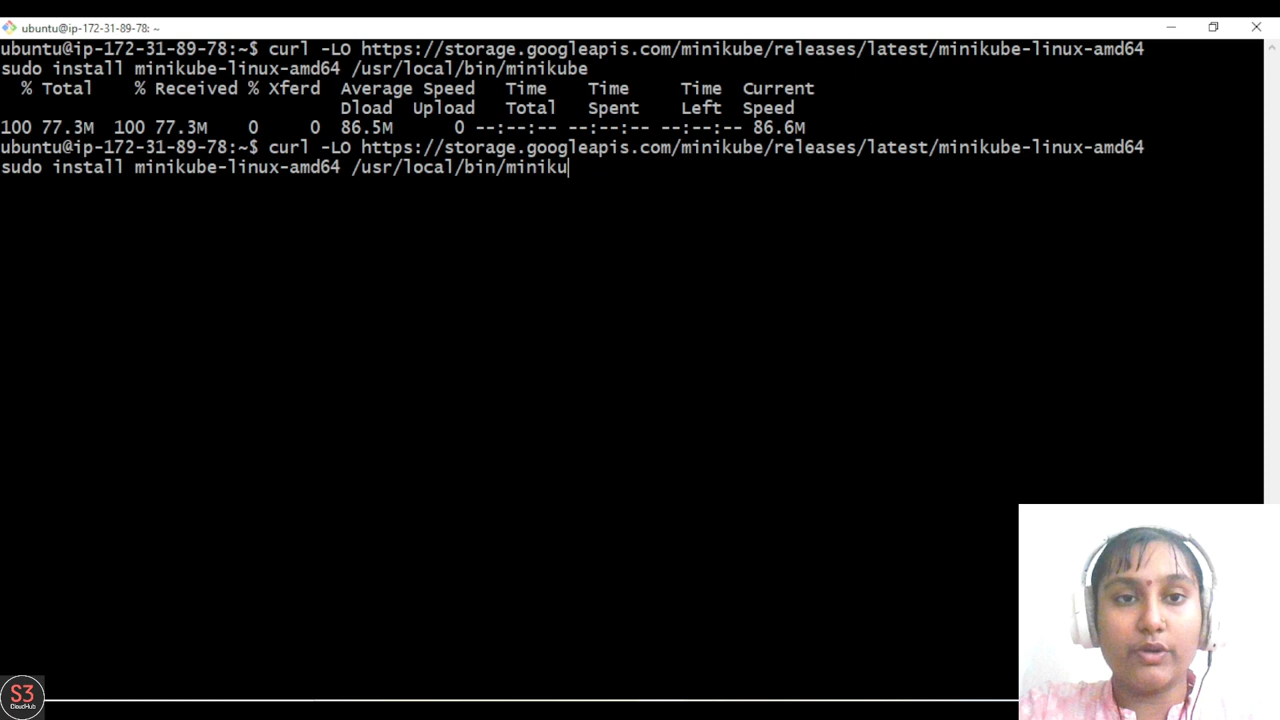 ubuntu@ip-172-31-89-78: ~
ubuntu@ip-172-31-89-78:~$ curl -LO https://storage.googleapis.com/minikube/releases/latest/minikube-linux-amd64
sudo install minikube-linux-amd64 /usr/local/bin/minikube
% Total % Received % Xferd Average Speed Time Time Time Current
Dload Upload Total Spent Left Speed
100 77.3M 100 77.3M 0 0 86.5M 0 --:--:-- --:--:-- --:--:-- 86.6M
ubuntu@ip-172-31-89-78:~$ curl -LO https://storage.googleapis.com/minikube/releases/latest/minikube-linux-amd64
sudo install minikube-linux-amd64 /usr/local/bin/miniku
S3
CloudHub